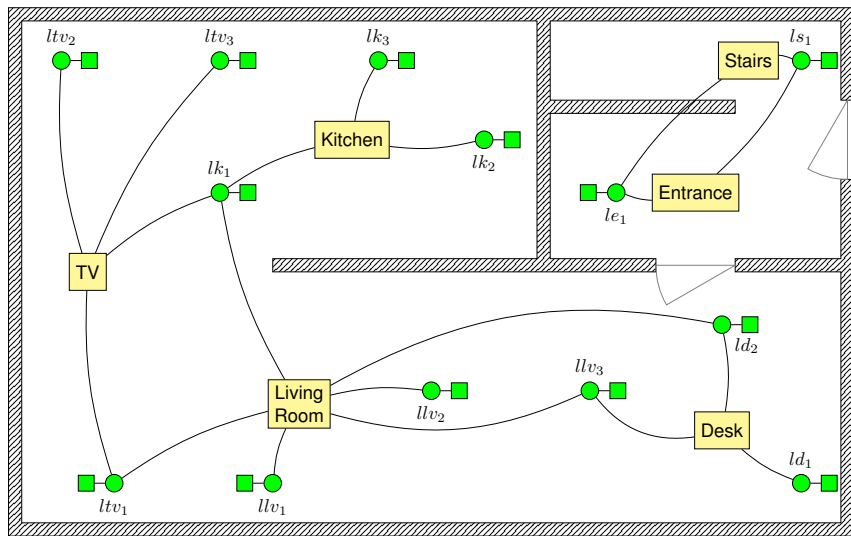 ltv₂
ltv₃
lk₃
ls₁
Stairs
Kitchen
lk₂
lk₁
Entrance
le₁
TV
ld₂
llv₃
Living
Room
llv₂
Desk
ld₁
ltv₁
llv₁